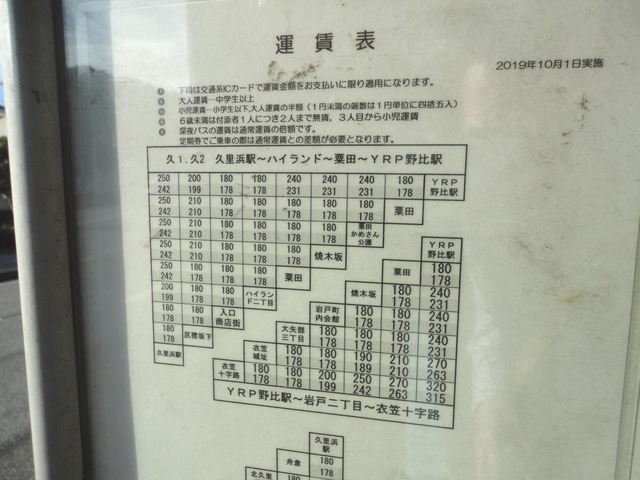 運賃表
2019年10月1日実施
◎ 下段は交通系ICカードで運賃金額をお支払いに限り適用になります。
◎ 大人運賃…中学生以上
◎ 小児運賃…小学生以下,大人運賃の半額(1円未満の端数は1円単位に四捨五入)
◎ 6歳未満は付添者1人につき2人まで無賃,3人目から小児運賃
◎ 深夜バスの運賃は通常運賃の倍額です。
定期券でご乗車の際は通常運賃との差額が必要となります。
久1.久2 久里浜駅~ハイランド~粟田~YRP野比駅
250 200 180 180 240 240 240 180 YRP
242 199 178 178 231 231 231 178 野比駅
250 210 180 180 180 180 180 粟田
242 210 178 178 178 178 178
250 210 180 180 180 180 粟田かめさん公園
242 210 178 178 178 178
250 210 180 180 180 焼木坂 YRP野比駅
242 210 178 178 178
250 210 180 180 粟田 粟田 180
242 210 178 178 178
200 180 180 ハイランド二丁目 焼木坂 180 240
199 178 178 178 231
180 180 入口商店街 岩戸町内会館 180 180 240
178 178 178 178 231
180 尻摺坂下 大矢部三丁目 180 180 180 240
178 178 178 178 231
久里浜駅 衣笠城址 180 180 190 210 270
178 178 189 210 263
衣笠十字路 180 180 200 250 270 320
178 178 199 242 263 315
YRP野比駅~岩戸二丁目~衣笠十字路
久里浜駅
舟倉 180
178
北久里 180 180